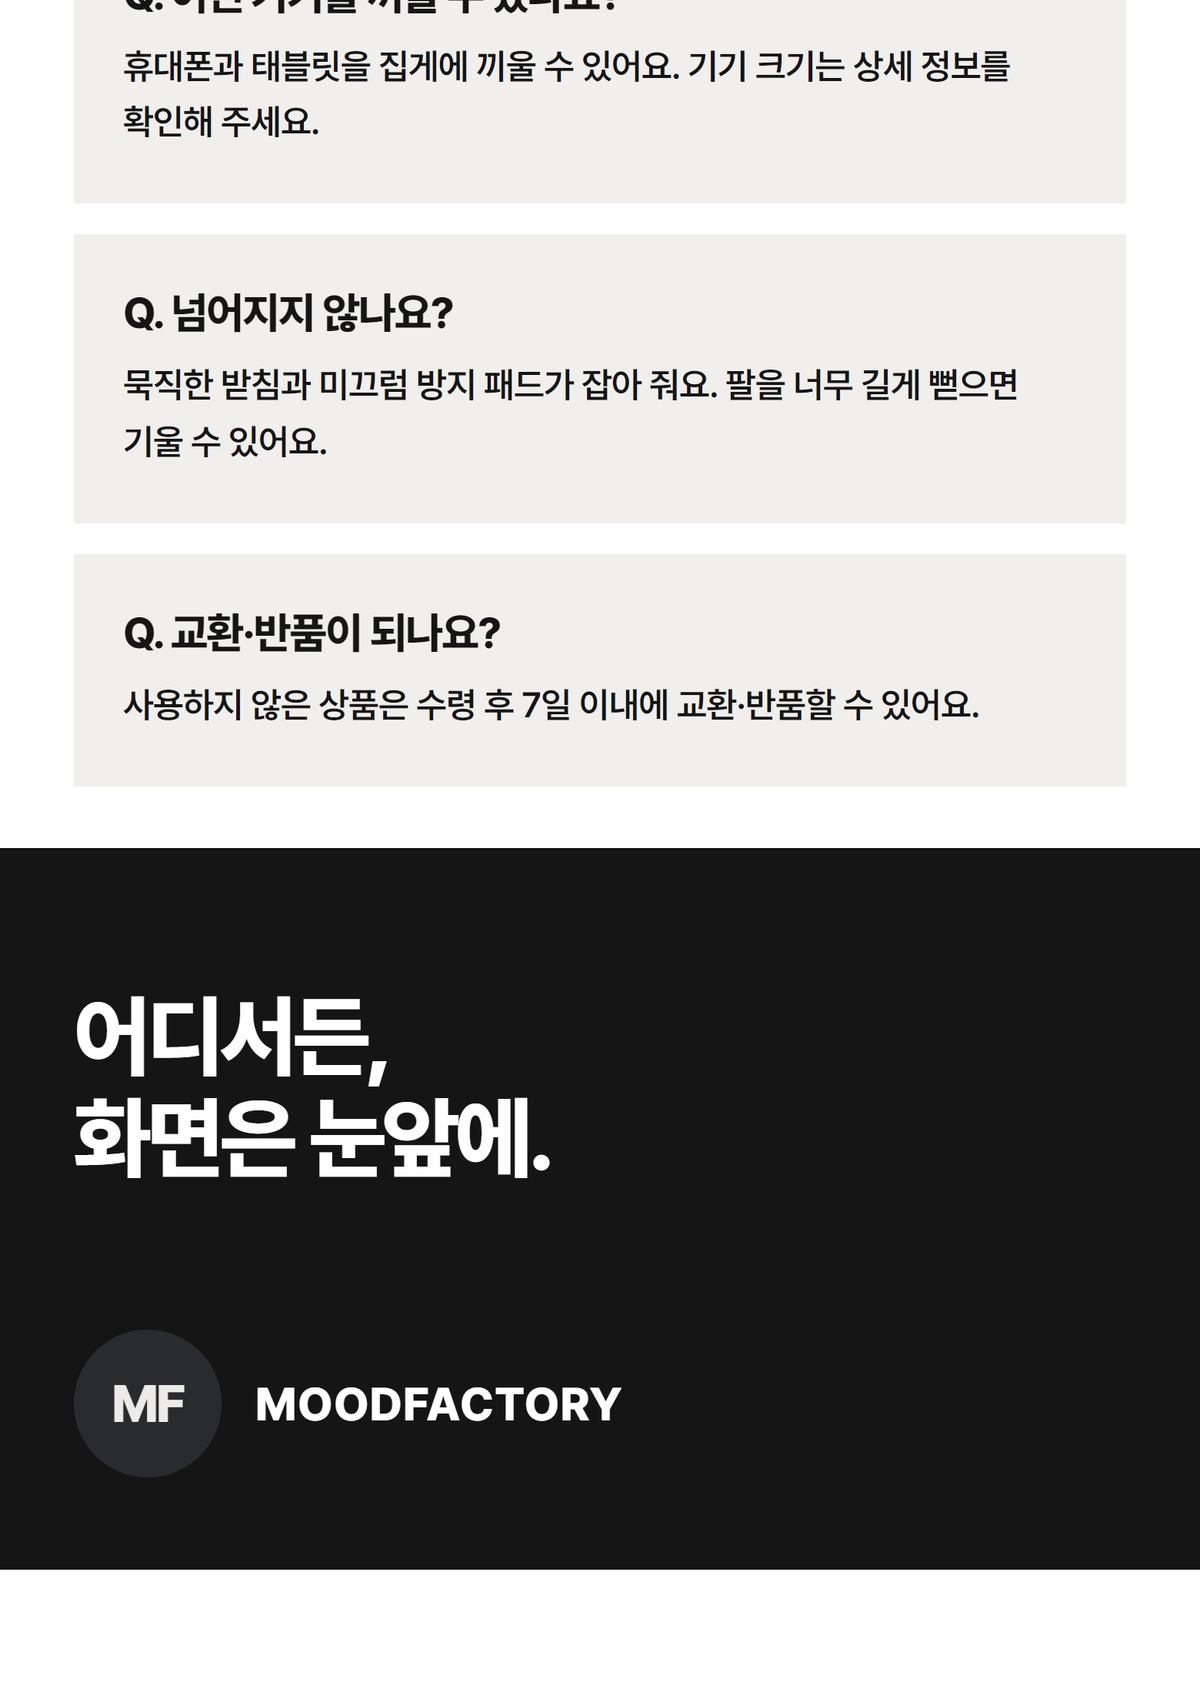 휴대폰과 태블릿을 집게에 끼울 수 있어요. 기기 크기는 상세 정보를
확인해 주세요.
Q. 넘어지지 않나요?
묵직한 받침과 미끄럼 방지 패드가 잡아 줘요. 팔을 너무 길게 뻗으면
기울 수 있어요.
Q. 교환·반품이 되나요?
사용하지 않은 상품은 수령 후 7일 이내에 교환·반품할 수 있어요.
어디서든,
화면은 눈앞에.
MF
MOODFACTORY